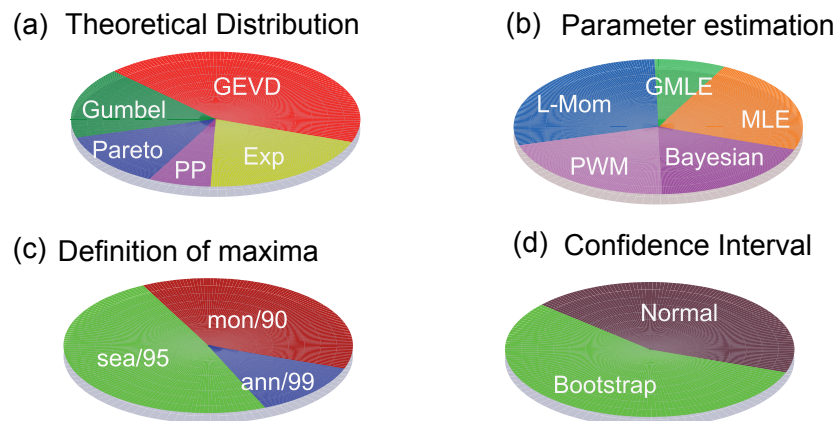 (a) Theoretical Distribution
GEVD
Gumbel
Pareto
PP
Exp
(b) Parameter estimation
GMLE
L-Mom
MLE
Bayesian
PWM
(c) Definition of maxima
mon/90
sea/95
ann/99
(d) Confidence Interval
Normal
Bootstrap